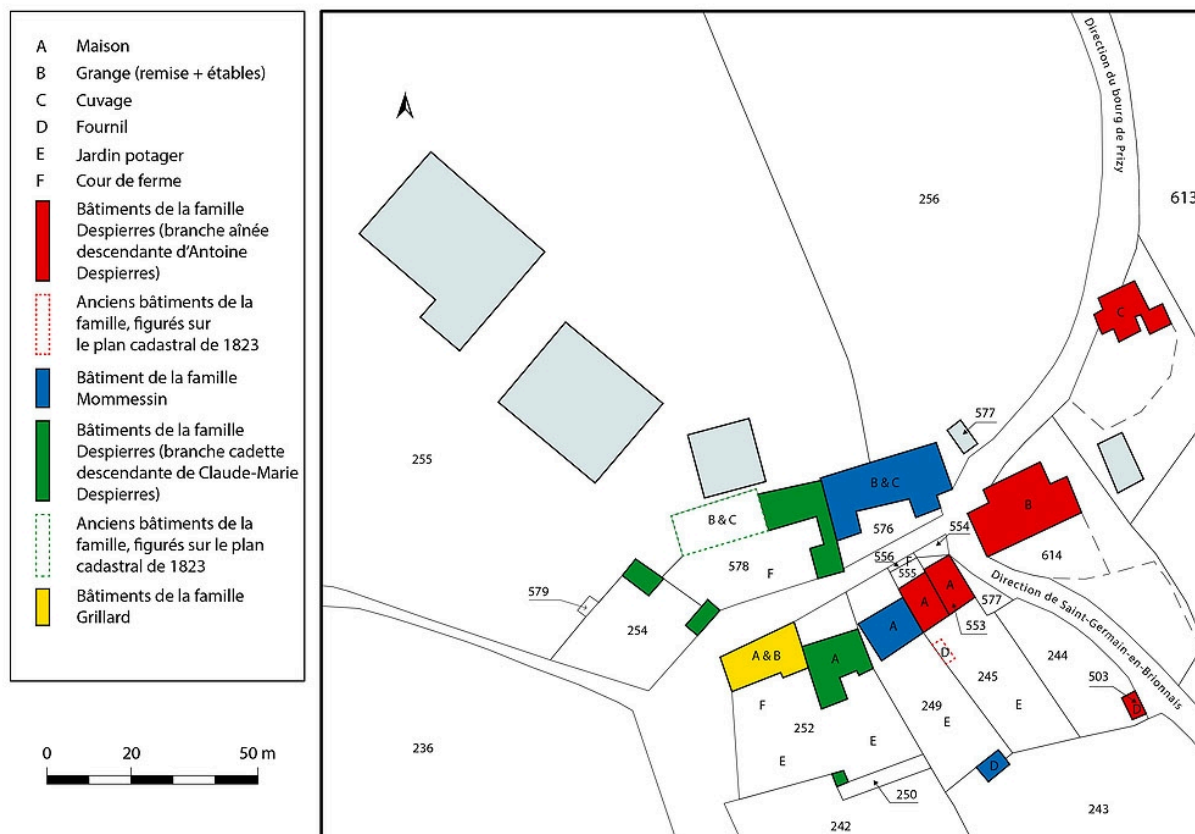 A Maison
B Grange (remise + étables)
C Cuvage
D Fournil
E Jardin potager
F Cour de ferme
Bâtiments de la famille
Despierres (branche aînée
descendante d'Antoine
Despierres)
Anciens bâtiments de la
famille, figurés sur
le plan cadastral de 1823
Bâtiment de la famille
Mommessin
Bâtiments de la famille
Despierres (branche cadette
descendante de Claude-Marie
Despierres)
Anciens bâtiments de la
famille, figurés sur le plan
cadastral de 1823
Bâtiments de la famille
Grillard
0 20 50 m
Direction du bourg de Prizy
256
613
C
577
255
B & C
B & C
B
576
554
556
F
614
578
F
555
579
A
A
577
Direction de Saint-Germain-en-Brionnais
553
254
A
D
A & B
A
245
244
503
D
F
249
252
E
E
236
E
E
D
250
243
242